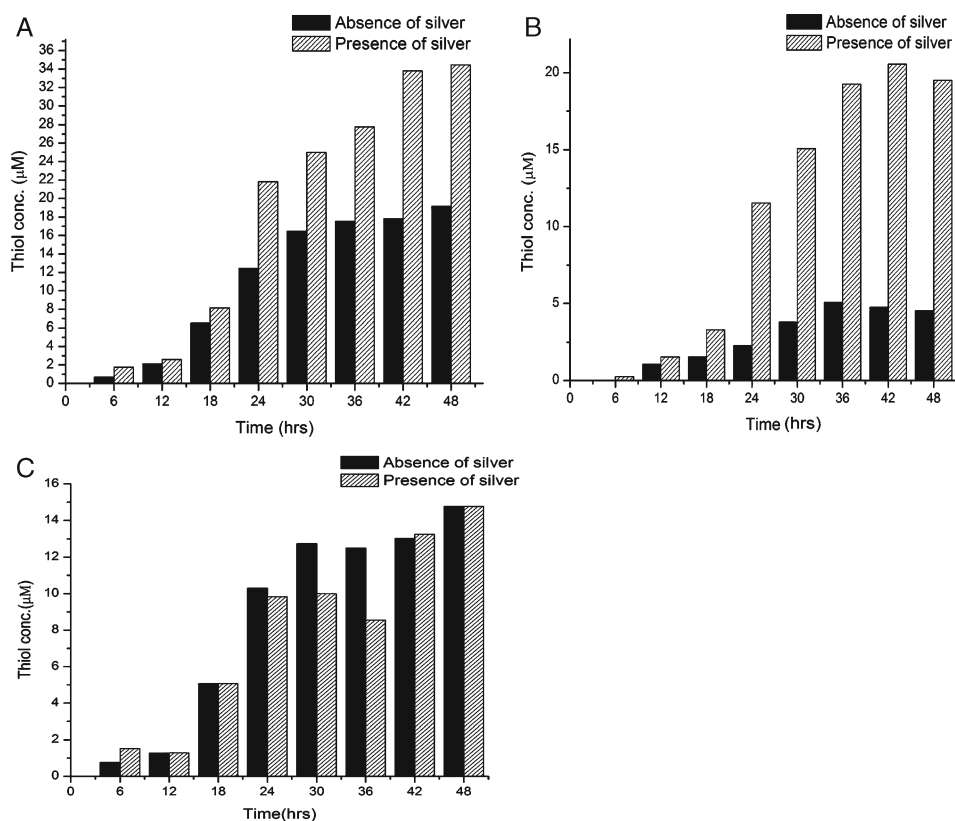 A
Absence of silver
Presence of silver
36
34
32
30
28
26
24
22
20
18
16
14
12
10
8
6
4
2
0
Thiol conc. (μM)
0 6 12 18 24 30 36 42 48
Time (hrs)
B
Absence of silver
Presence of silver
20
15
10
5
0
Thiol conc. (μM)
0 6 12 18 24 30 36 42 48
Time (hrs)
C
Absence of silver
Presence of silver
16
14
12
10
8
6
4
2
0
Thiol conc.(μM)
0 6 12 18 24 30 36 42 48
Time(hrs)